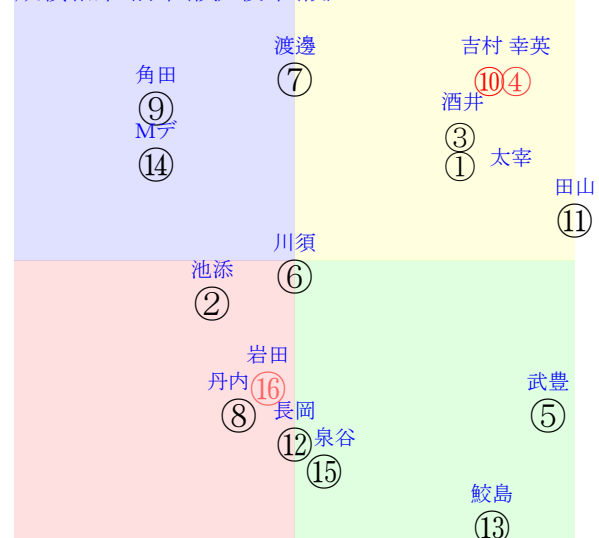 渡邊
吉村 幸英
⑦
⑩④
角田
酒井
⑨
Mデ
③
⑭
①
太宰
田山
⑪
川須
⑥
池添
②
岩田
⑯
丹内
⑧
武豊
⑤
長岡
⑫
泉谷
⑮
鮫島
⑬